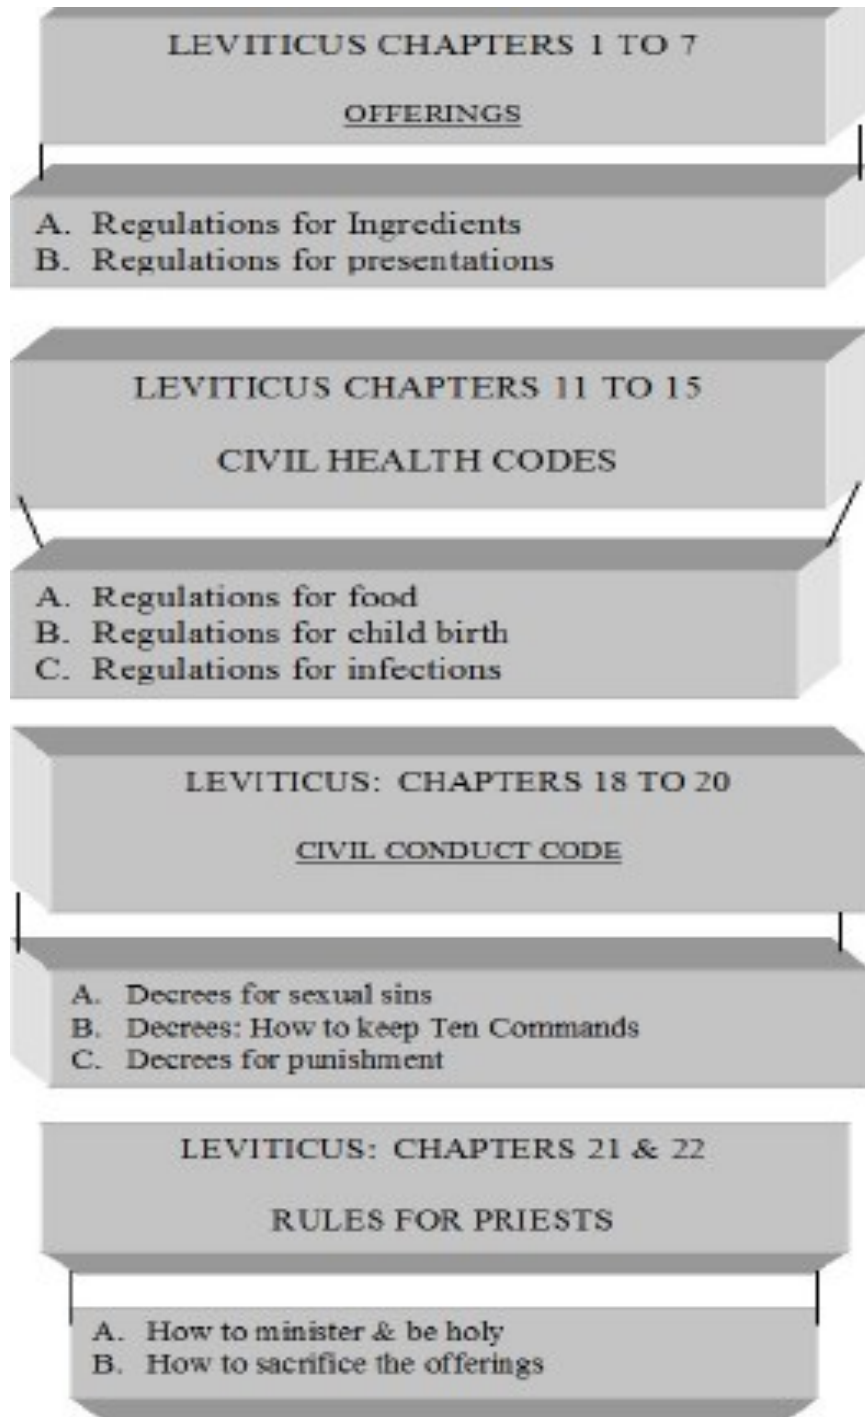 LEVITICUS CHAPTERS 1 TO 7
OFFERINGS
A. Regulations for Ingredients
B. Regulations for presentations
LEVITICUS CHAPTERS 11 TO 15
CIVIL HEALTH CODES
A. Regulations for food
B. Regulations for child birth
C. Regulations for infections
LEVITICUS: CHAPTERS 18 TO 20
CIVIL CONDUCT CODE
A. Decrees for sexual sins
B. Decrees: How to keep Ten Commands
C. Decrees for punishment
LEVITICUS: CHAPTERS 21 & 22
RULES FOR PRIESTS
A. How to minister & be holy
B. How to sacrifice the offerings